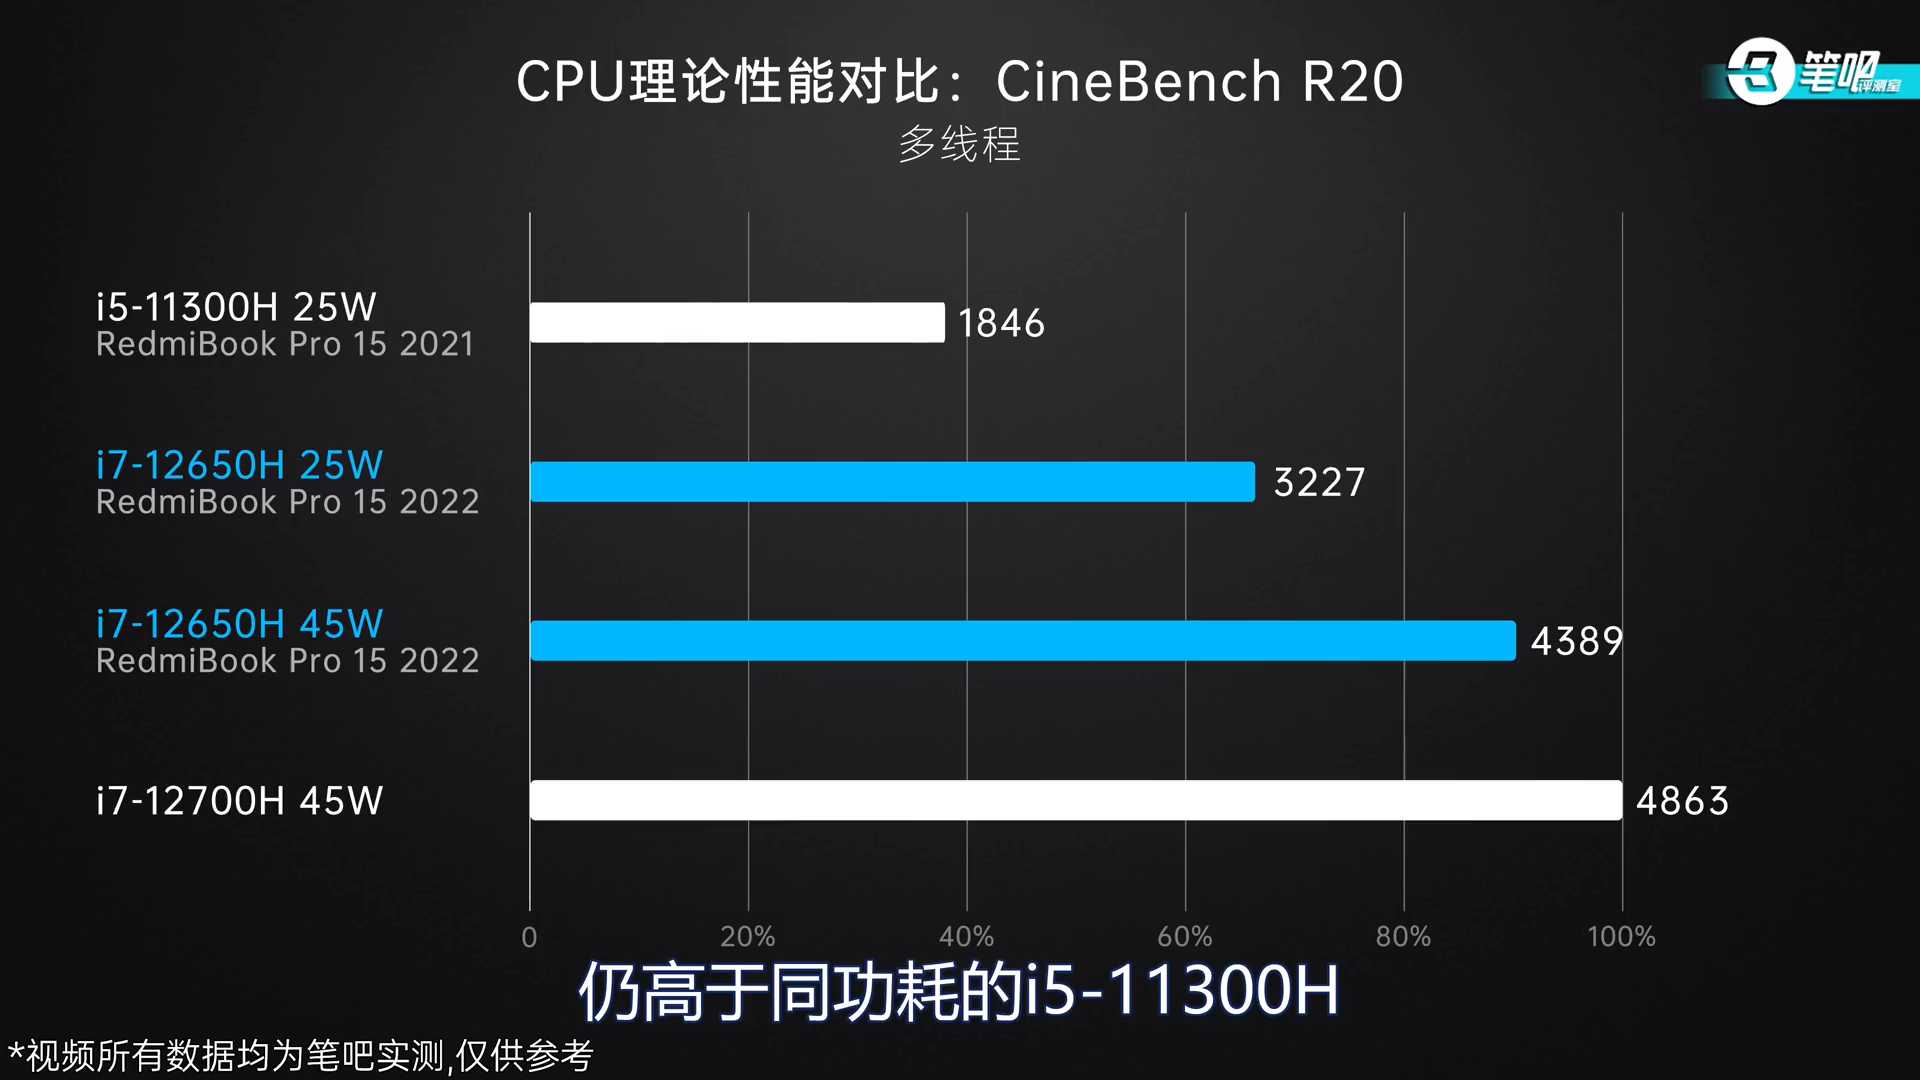 CPU理论性能对比：CineBench R20
多线程
笔吧评测室
i5-11300H 25W
RedmiBook Pro 15 2021
1846
i7-12650H 25W
RedmiBook Pro 15 2022
3227
i7-12650H 45W
RedmiBook Pro 15 2022
4389
i7-12700H 45W
4863
0 20% 40% 60% 80% 100%
仍高于同功耗的i5-11300H
*视频所有数据均为笔吧实测,仅供参考